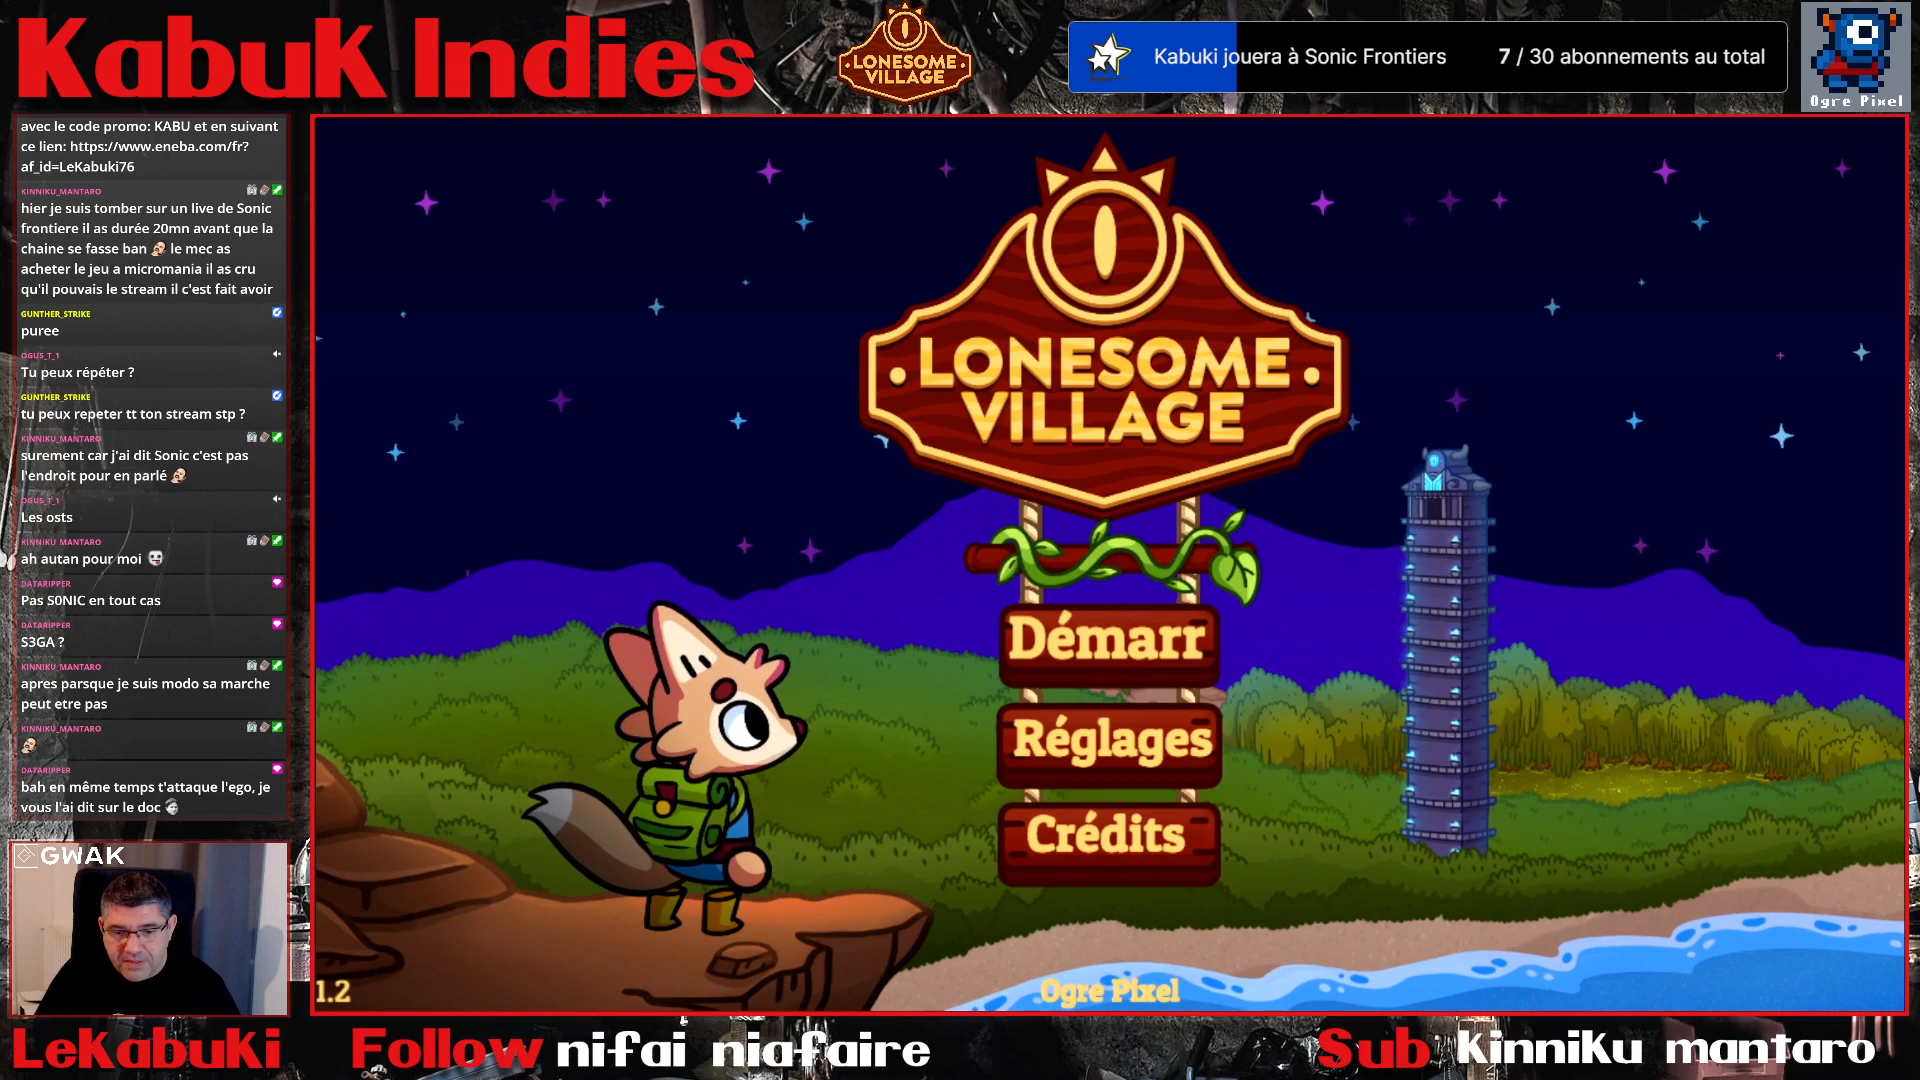 KabuK Indies
LONESOME
VILLAGE
Kabuki jouera à Sonic Frontiers
7 / 30 abonnements au total
Ogre Pixel
avec le code promo: KABU et en suivant
ce lien: https://www.eneba.com/fr?
af_id=LeKabuki76
KINNIKU_MANTARO
hier je suis tomber sur un live de Sonic
frontiere il as durée 20mn avant que la
chaine se fasse ban le mec as
acheter le jeu a micromania il as cru
qu'il pouvais le stream il c'est fait avoir
GUNTHER_STRIKE
puree
OGUS_T_1
Tu peux répéter ?
GUNTHER_STRIKE
tu peux repeter tt ton stream stp ?
KINNIKU_MANTARO
surement car j'ai dit Sonic c'est pas
l'endroit pour en parlé
OGUS_T_1
Les osts
KINNIKU_MANTARO
ah autan pour moi
DATARIPPER
Pas S0NIC en tout cas
DATARIPPER
S3GA ?
KINNIKU_MANTARO
apres parsque je suis modo sa marche
peut etre pas
KINNIKU_MANTARO
DATARIPPER
bah en même temps t'attaque l'ego, je
vous l'ai dit sur le doc
GWAK
LONESOME
VILLAGE
Démarr
Réglages
Crédits
1.2
Ogre Pixel
LeKabuki
Follow nifai niafaire
Sub Kinniku mantaro